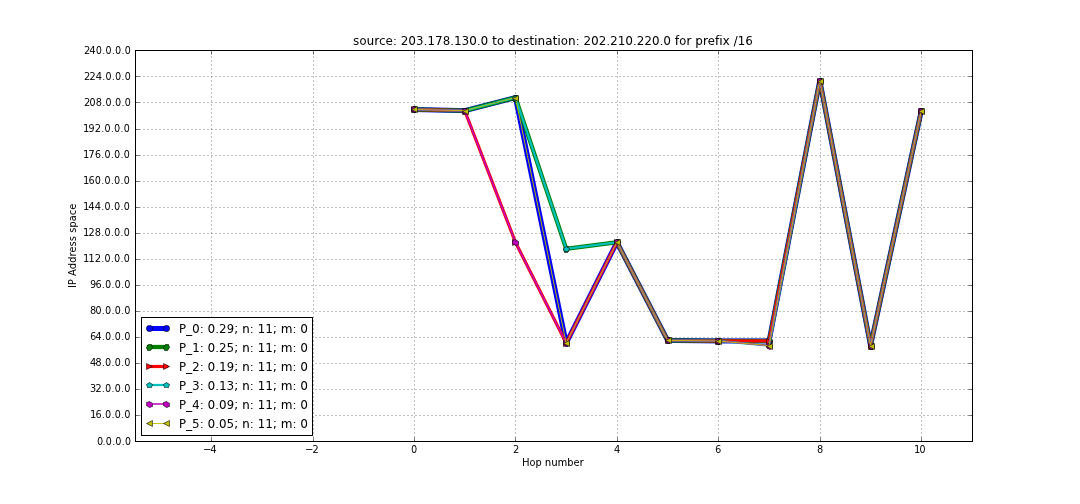 source: 203.178.130.0 to destination: 202.210.220.0 for prefix /16
240.0.0.0
224.0.0.0
208.0.0.0
192.0.0.0
176.0.0.0
160.0.0.0
144.0.0.0
128.0.0.0
112.0.0.0
96.0.0.0
80.0.0.0
64.0.0.0
48.0.0.0
32.0.0.0
16.0.0.0
0.0.0.0
IP Address space
P_0: 0.29; n: 11; m: 0
P_1: 0.25; n: 11; m: 0
P_2: 0.19; n: 11; m: 0
P_3: 0.13; n: 11; m: 0
P_4: 0.09; n: 11; m: 0
P_5: 0.05; n: 11; m: 0
−4 −2 0 2 4 6 8 10
Hop number